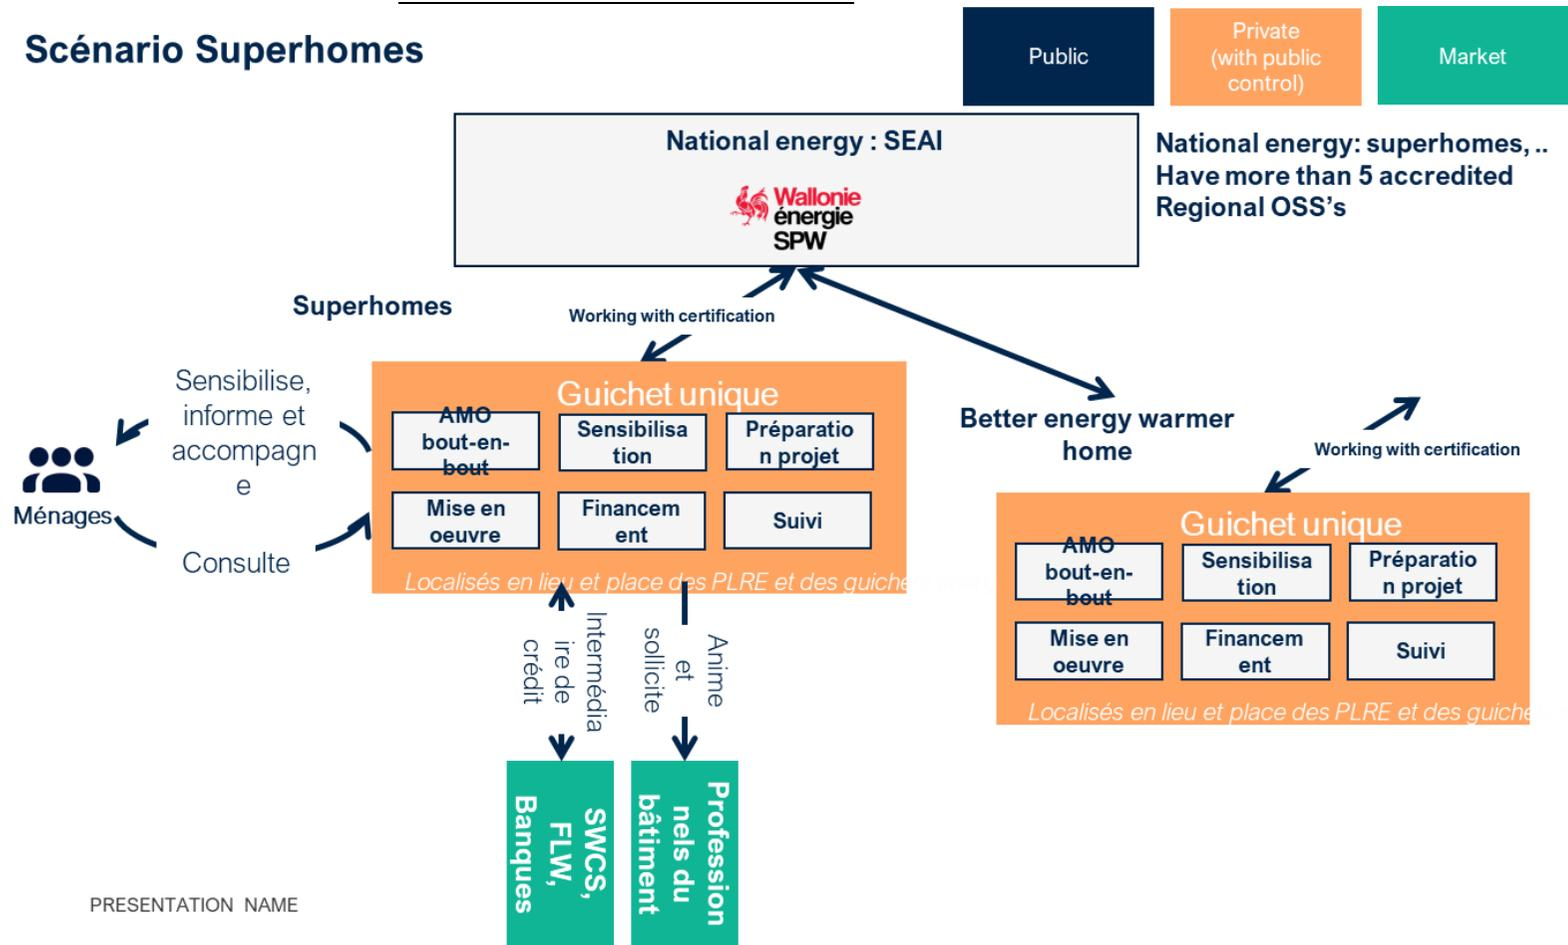 Scénario Superhomes
Public
Private
(with public
control)
Market
National energy : SEAI
Wallonie
énergie
SPW
National energy: superhomes, ..
Have more than 5 accredited
Regional OSS’s
Superhomes
Working with certification
Sensibilise,
informe et
accompagn
e
Ménages
Consulte
Guichet unique
AMO
bout-en-
bout
Sensibilisa
tion
Préparatio
n projet
Mise en
oeuvre
Financem
ent
Suivi
Localisés en lieu et place des PLRE et des guiche
Better energy warmer
home
Working with certification
Guichet unique
AMO
bout-en-
bout
Sensibilisa
tion
Préparatio
n projet
Mise en
oeuvre
Financem
ent
Suivi
Localisés en lieu et place des PLRE et des guiche
Intermédia
ire de
crédit
Anime
et
sollicite
SWCS,
FLW,
Banques
Profession
nels du
bâtiment
PRESENTATION NAME